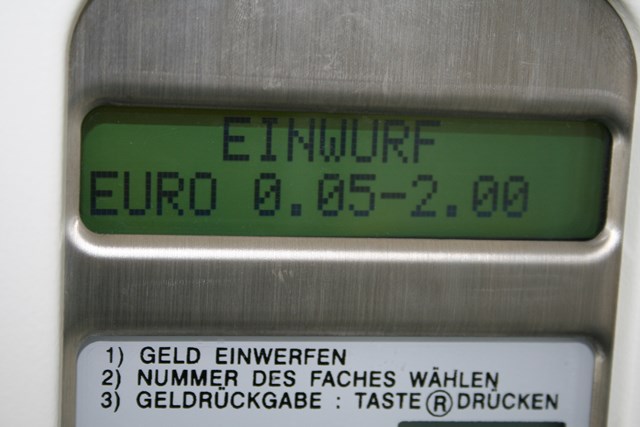 EINWURF
EURO 0.05-2.00
1) GELD EINWERFEN
2) NUMMER DES FACHES WÄHLEN
3) GELDRÜCKGABE : TASTE Ⓡ DRÜCKEN